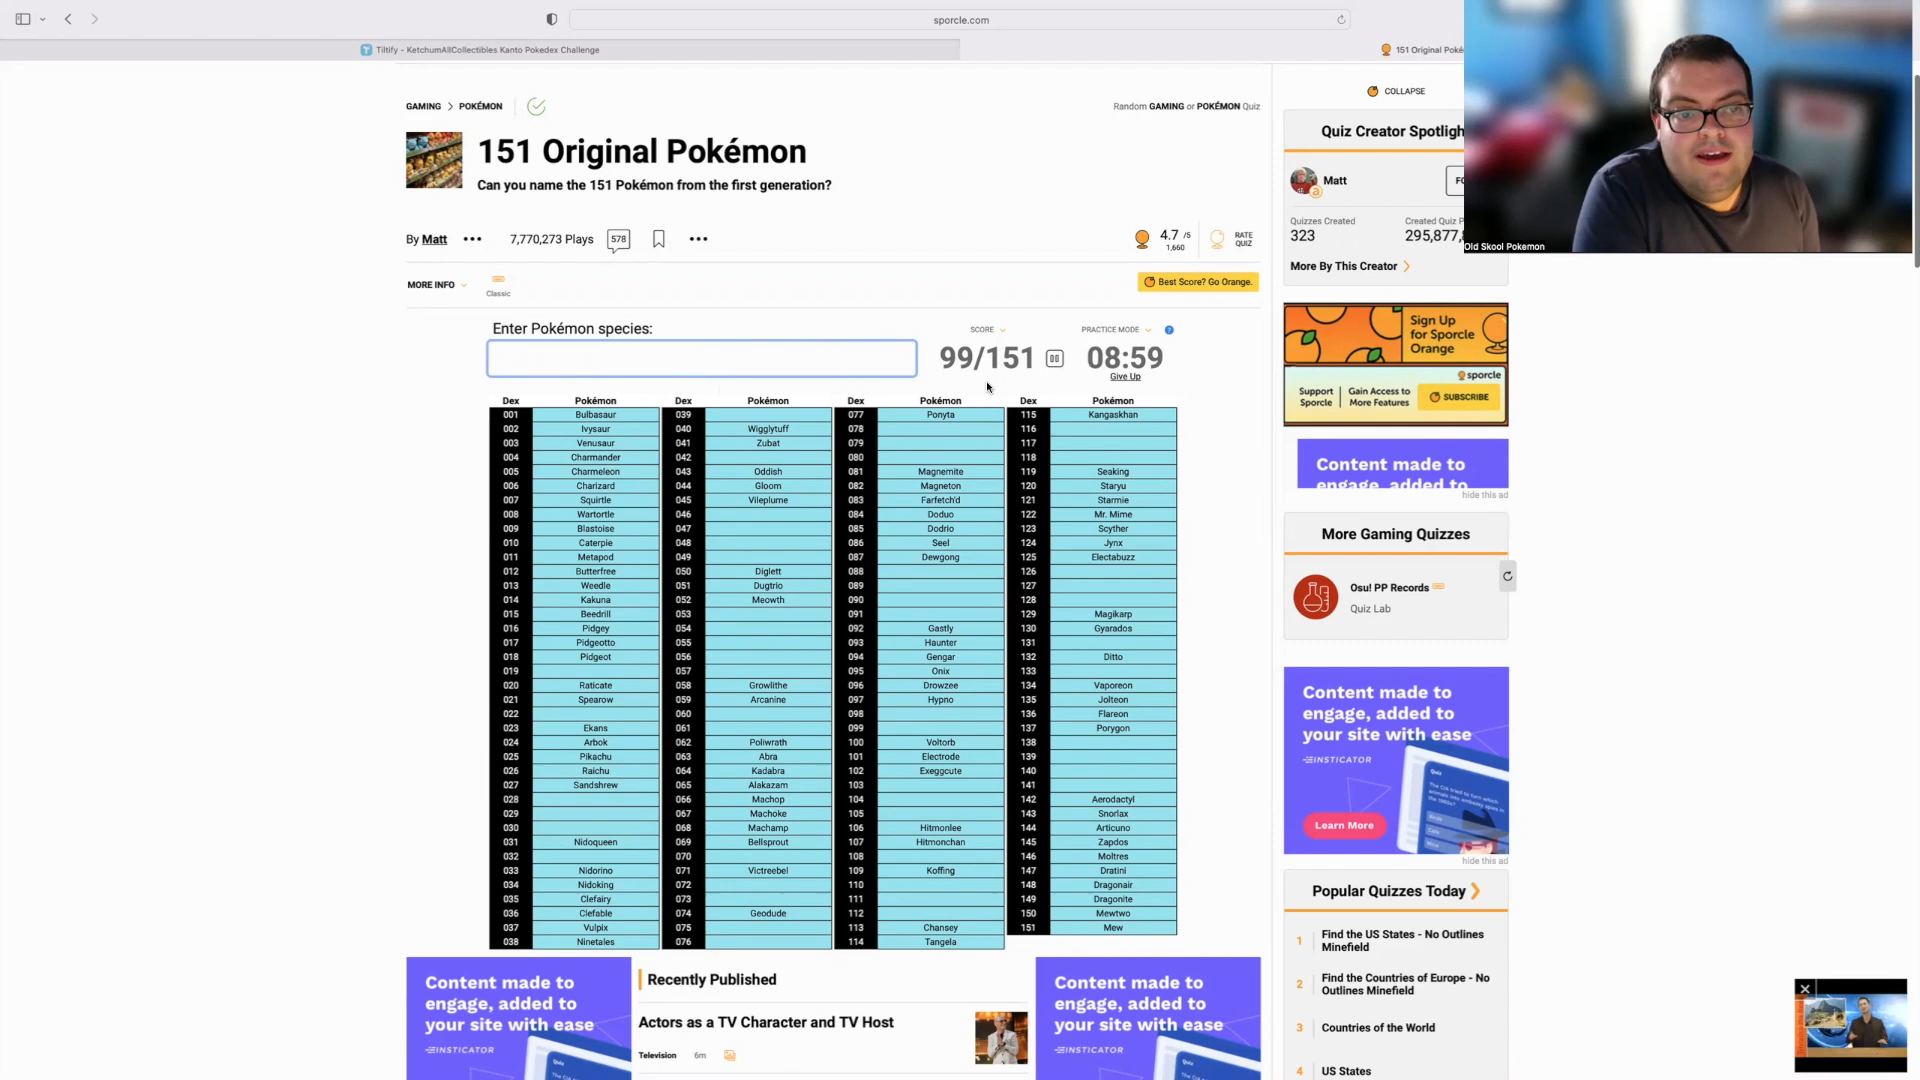 sporcle.com
Tiltify - KetchumAllCollectibles Kanto Pokedex Challenge
151 Original Poké
GAMING > POKÉMON
Random GAMING or POKÉMON Quiz
151 Original Pokémon
Can you name the 151 Pokémon from the first generation?
By Matt ••• 7,770,273 Plays 578 •••
4.7 /5
1,660
RATE
QUIZ
MORE INFO
Classic
Best Score? Go Orange.
Enter Pokémon species:
SCORE
99/151
PRACTICE MODE ?
08:59
Give Up
Dex Pokémon Dex Pokémon Dex Pokémon Dex Pokémon
001 Bulbasaur 039 077 Ponyta 115 Kangaskhan
002 Ivysaur 040 Wigglytuff 078 116
003 Venusaur 041 Zubat 079 117
004 Charmander 042 080 118
005 Charmeleon 043 Oddish 081 Magnemite 119 Seaking
006 Charizard 044 Gloom 082 Magneton 120 Staryu
007 Squirtle 045 Vileplume 083 Farfetch'd 121 Starmie
008 Wartortle 046 084 Doduo 122 Mr. Mime
009 Blastoise 047 085 Dodrio 123 Scyther
010 Caterpie 048 086 Seel 124 Jynx
011 Metapod 049 087 Dewgong 125 Electabuzz
012 Butterfree 050 Diglett 088 126
013 Weedle 051 Dugtrio 089 127
014 Kakuna 052 Meowth 090 128
015 Beedrill 053 091 129 Magikarp
016 Pidgey 054 092 Gastly 130 Gyarados
017 Pidgeotto 055 093 Haunter 131
018 Pidgeot 056 094 Gengar 132 Ditto
019 057 095 Onix 133
020 Raticate 058 Growlithe 096 Drowzee 134 Vaporeon
021 Spearow 059 Arcanine 097 Hypno 135 Jolteon
022 060 098 136 Flareon
023 Ekans 061 099 137 Porygon
024 Arbok 062 Poliwrath 100 Voltorb 138
025 Pikachu 063 Abra 101 Electrode 139
026 Raichu 064 Kadabra 102 Exeggcute 140
027 Sandshrew 065 Alakazam 103 141
028 066 Machop 104 142 Aerodactyl
029 067 Machoke 105 143 Snorlax
030 068 Machamp 106 Hitmonlee 144 Articuno
031 Nidoqueen 069 Bellsprout 107 Hitmonchan 145 Zapdos
032 070 108 146 Moltres
033 Nidorino 071 Victreebel 109 Koffing 147 Dratini
034 Nidoking 072 110 148 Dragonair
035 Clefairy 073 111 149 Dragonite
036 Clefable 074 Geodude 112 150 Mewtwo
037 Vulpix 075 113 Chansey 151 Mew
038 Ninetales 076 114 Tangela
Content made to
engage, added to
your site with ease
INSTICATOR
Recently Published
Actors as a TV Character and TV Host
Television 6m
Content made to
engage, added to
your site with ease
INSTICATOR
COLLAPSE
Quiz Creator Spotligh
Matt
FO
Quizzes Created
323
Created Quiz P
295,877,
More By This Creator
Old Skool Pokemon
Sign Up
for Sporcle
Orange
sporcle
Support
Sporcle
Gain Access to
More Features
SUBSCRIBE
Content made to
engage, added to
hide this ad
More Gaming Quizzes
Osu! PP Records
Quiz Lab
Content made to
engage, added to
your site with ease
INSTICATOR
Quiz
Learn More
hide this ad
Popular Quizzes Today
1 Find the US States - No Outlines
Minefield
2 Find the Countries of Europe - No
Outlines Minefield
3 Countries of the World
4 US States